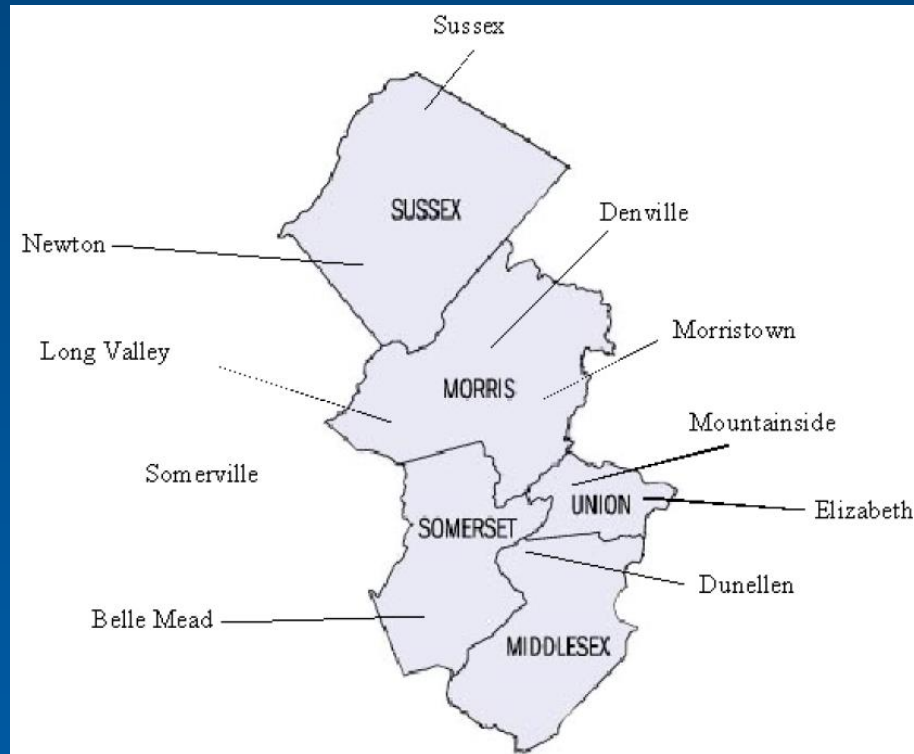 Sussex
SUSSEX
Denville
Newton
Morristown
Long Valley
MORRIS
Mountainside
Somerville
UNION
Elizabeth
SOMERSET
Dunellen
Belle Mead
MIDDLESEX